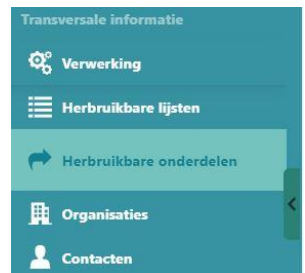 Transversale informatie
Verwerking
Herbruikbare lijsten
Herbruikbare onderdelen
Organisaties
Contacten